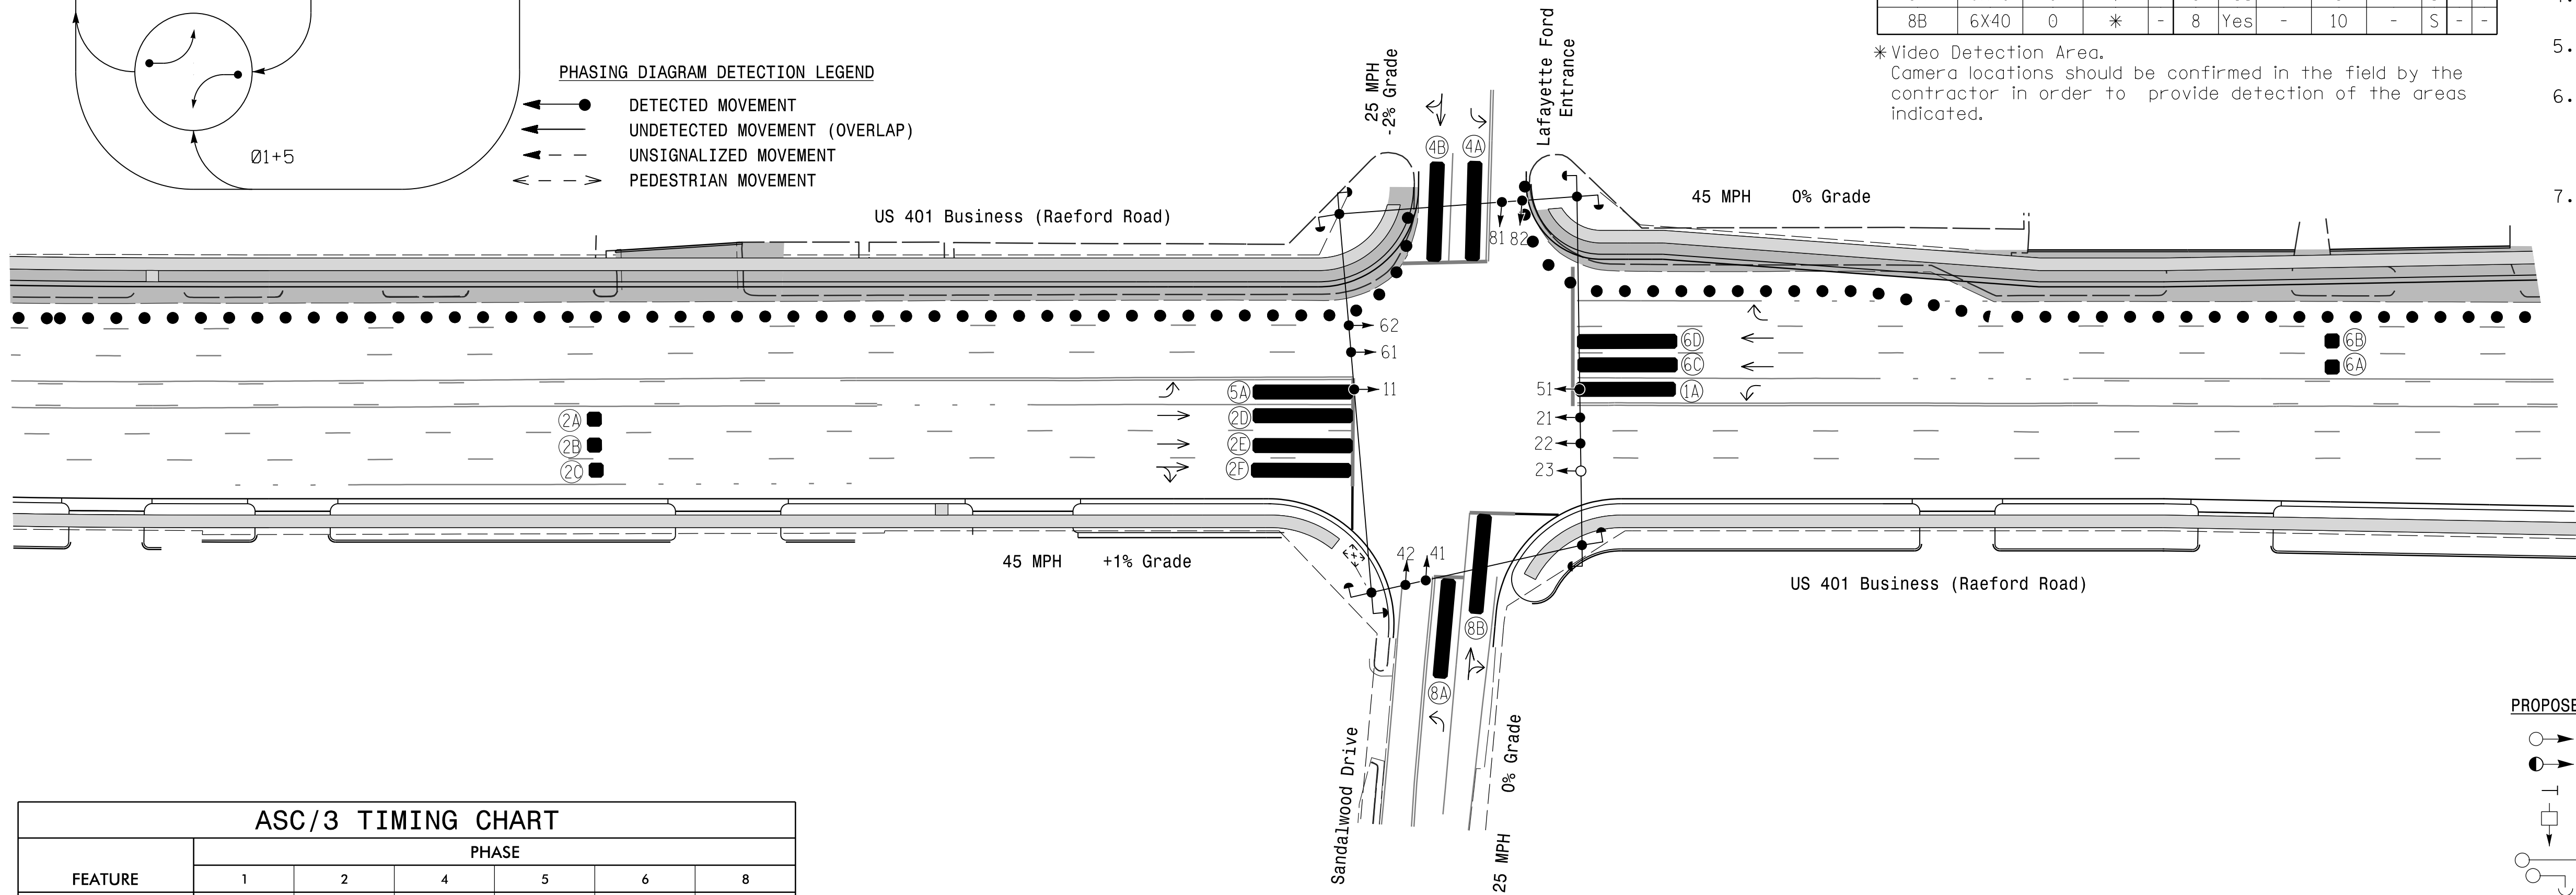 8B 6X40 0 * - 8 Yes - 10 - S - -
*Video Detection Area.
Camera locations should be confirmed in the field by the
contractor in order to provide detection of the areas
indicated.
5.
6.
7.
Ø1+5
PHASING DIAGRAM DETECTION LEGEND
DETECTED MOVEMENT
UNDETECTED MOVEMENT (OVERLAP)
UNSIGNALIZED MOVEMENT
PEDESTRIAN MOVEMENT
25 MPH
-2% Grade
Lafayette Ford
Entrance
4B 4A
US 401 Business (Raeford Road)
45 MPH 0% Grade
81 82
62
61
11
6D
6C
1A
6B
6A
5A
2D
2E
2F
2A
2B
2C
51
21
22
23
45 MPH +1% Grade
42 41
8B
8A
US 401 Business (Raeford Road)
Sandalwood Drive
25 MPH 0% Grade
PROPOSE
ASC/3 TIMING CHART
FEATURE
PHASE
1 2 4 5 6 8